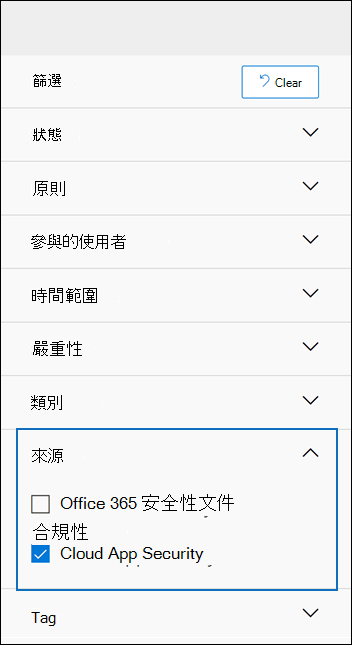 篩選
Clear
狀態
原則
參與的使用者
時間範圍
嚴重性
類別
來源
Office 365 安全性文件
合規性
Cloud App Security
Tag